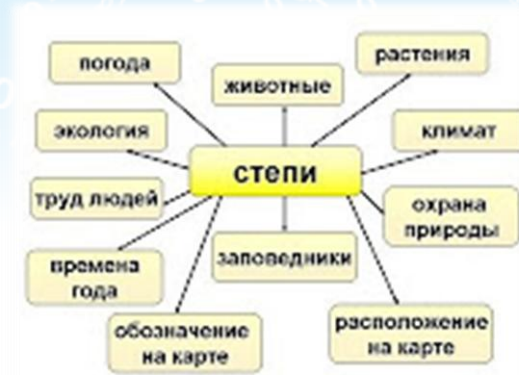 погода
животные
растения
экология
климат
степи
труд людей
охрана
природы
заповедники
времена
года
обозначение
на карте
расположение
на карте